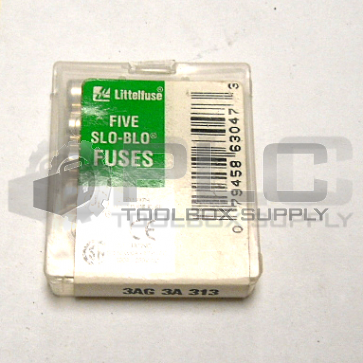 Littelfuse®
FIVE
SLO-BLO®
FUSES
0 79458 63047 3
PLC
TOOLBOX SUPPLY
3AG 3A 313